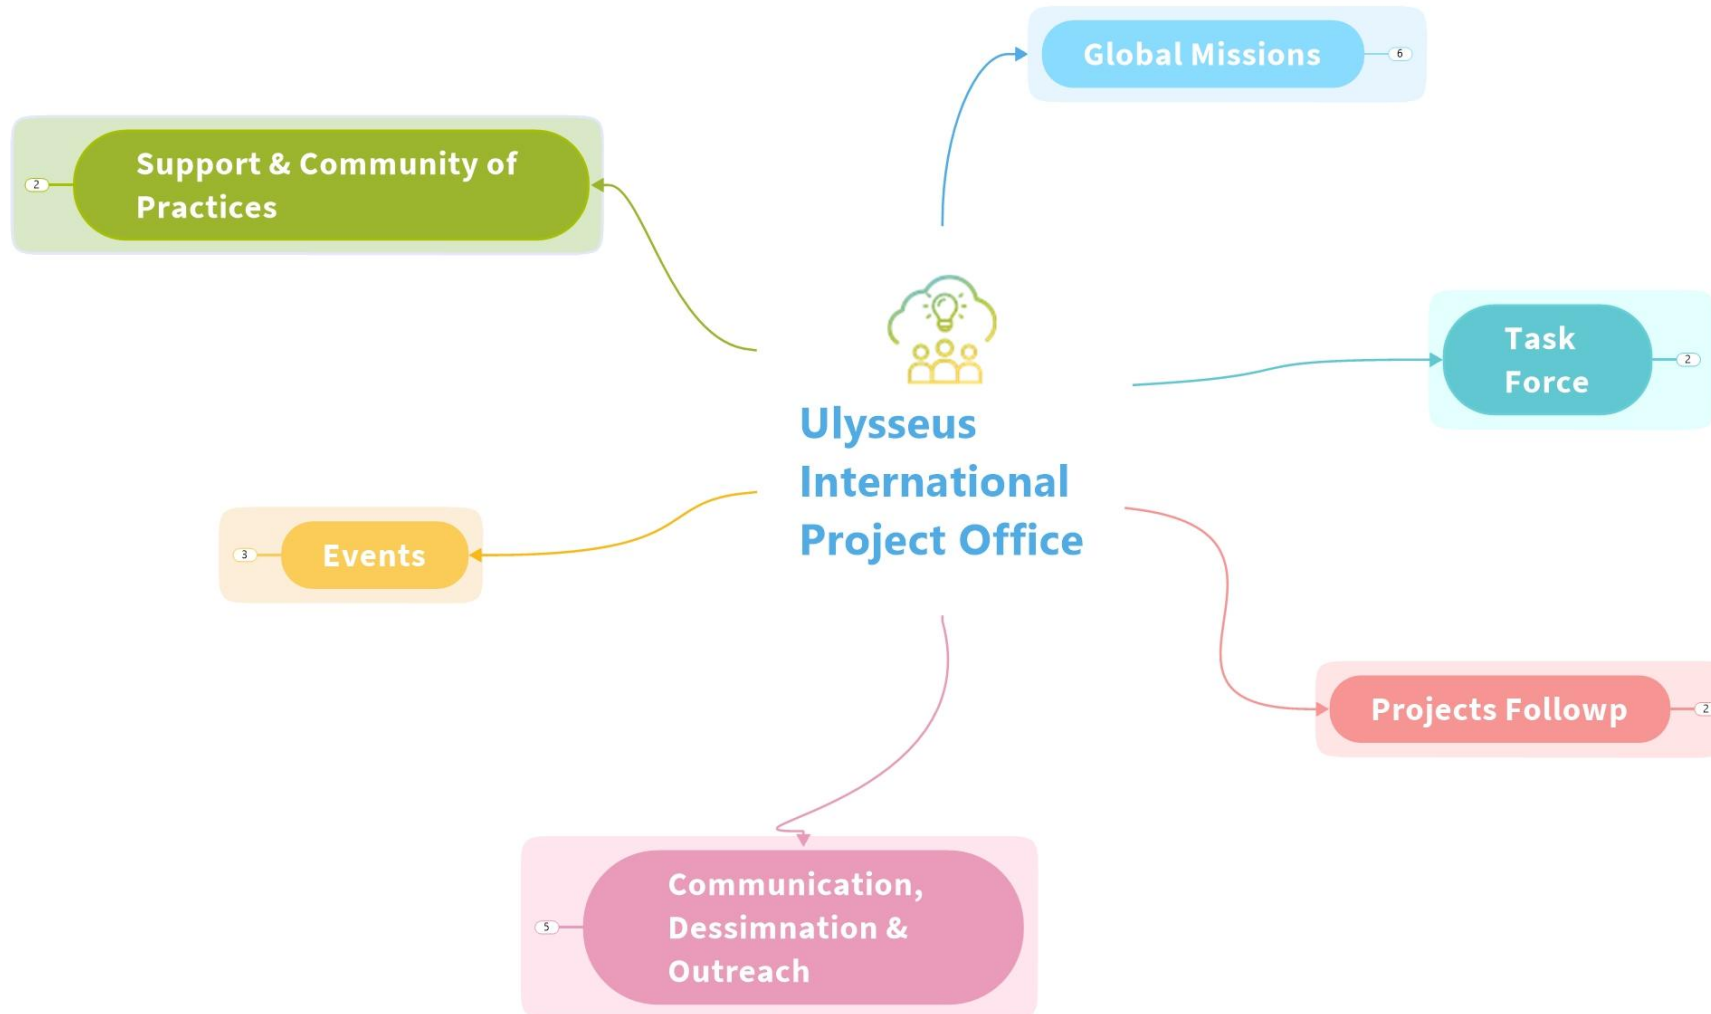 Global Missions
6
Support & Community of
Practices
2
Task
Force
2
Ulysseus
International
Project Office
Events
3
Projects Followp
2
Communication,
Dessimnation &
Outreach
5